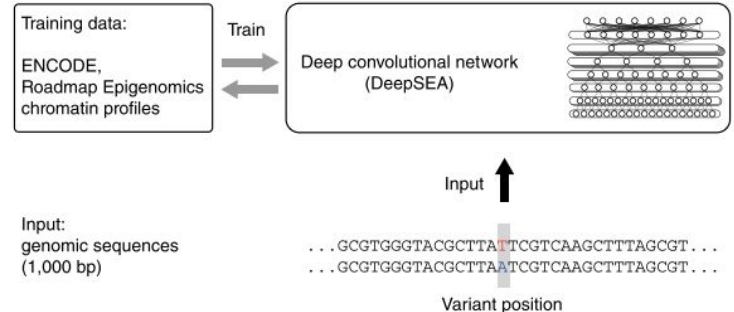 Training data:
ENCODE,
Roadmap Epigenomics
chromatin profiles
Train
Deep convolutional network
(DeepSEA)
Input
Input:
genomic sequences
(1,000 bp)
...GCGTGGGTACGCTTATTCGTCAAGCTTTAGCGT...
...GCGTGGGTACGCTTAATCGTCAAGCTTTAGCGT...
Variant position